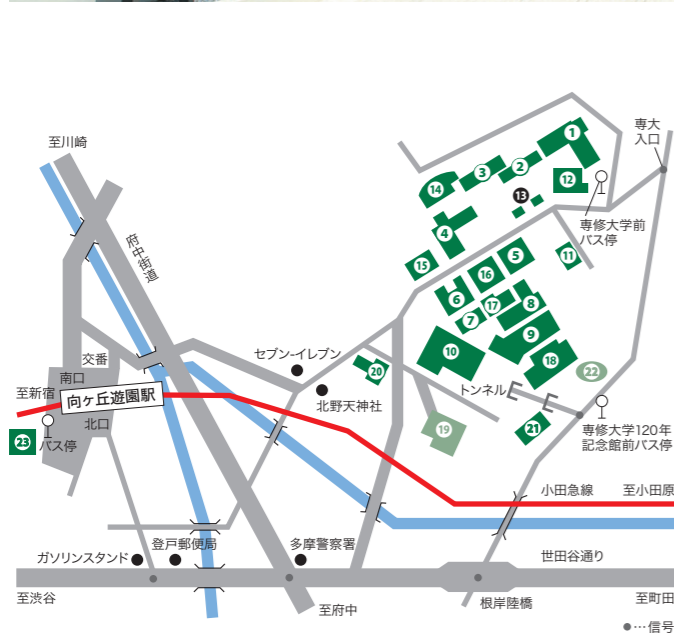 至川崎
府中街道
専大
入口
1
2
3
12
14
13
専修大学前
バス停
4
15
5
16
11
6
17
8
7
9
10
18
22
セブン-イレブン
20
交番
南口
至新宿
向ヶ丘遊園駅
北口
23
バス停
北野天神社
トンネル
19
21
専修大学120年
記念館前バス停
小田急線
至小田原
登戸郵便局
ガソリンスタンド
多摩警察署
世田谷通り
至渋谷
至府中
根岸陸橋
至町田
●…信号